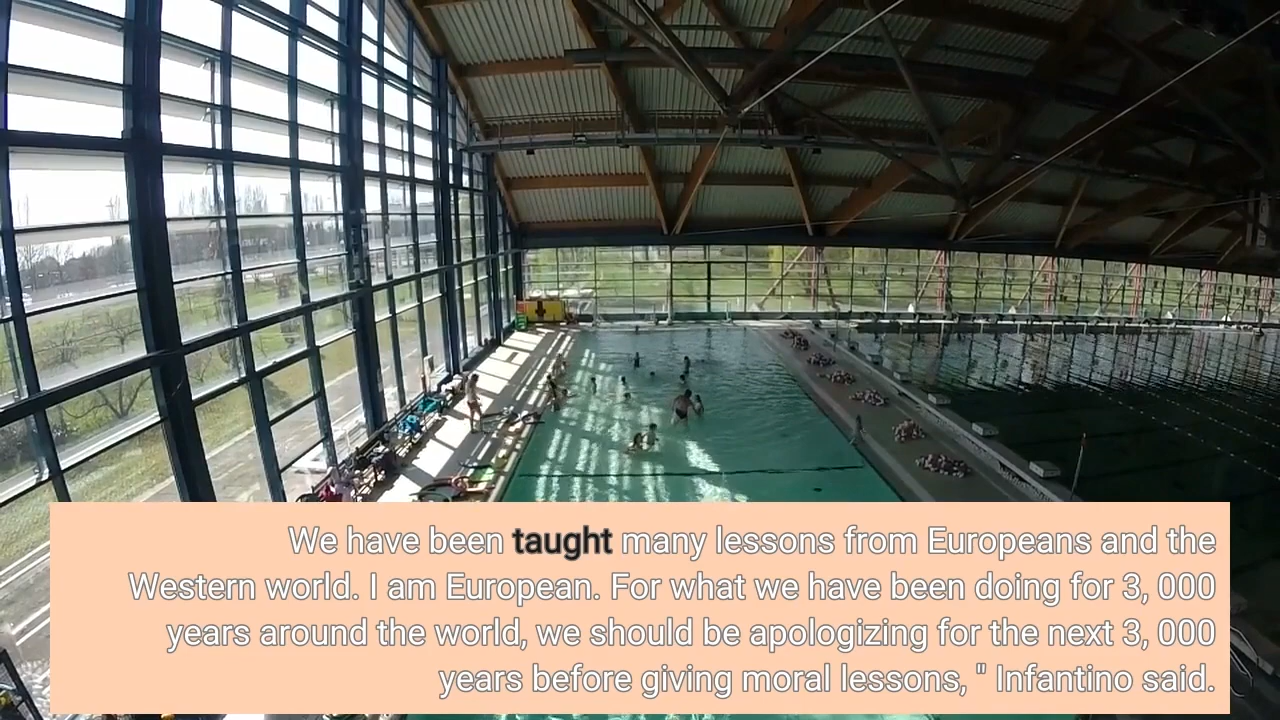 We have been taught many lessons from Europeans and the
Western world. I am European. For what we have been doing for 3, 000
years around the world, we should be apologizing for the next 3, 000
years before giving moral lessons, " Infantino said.